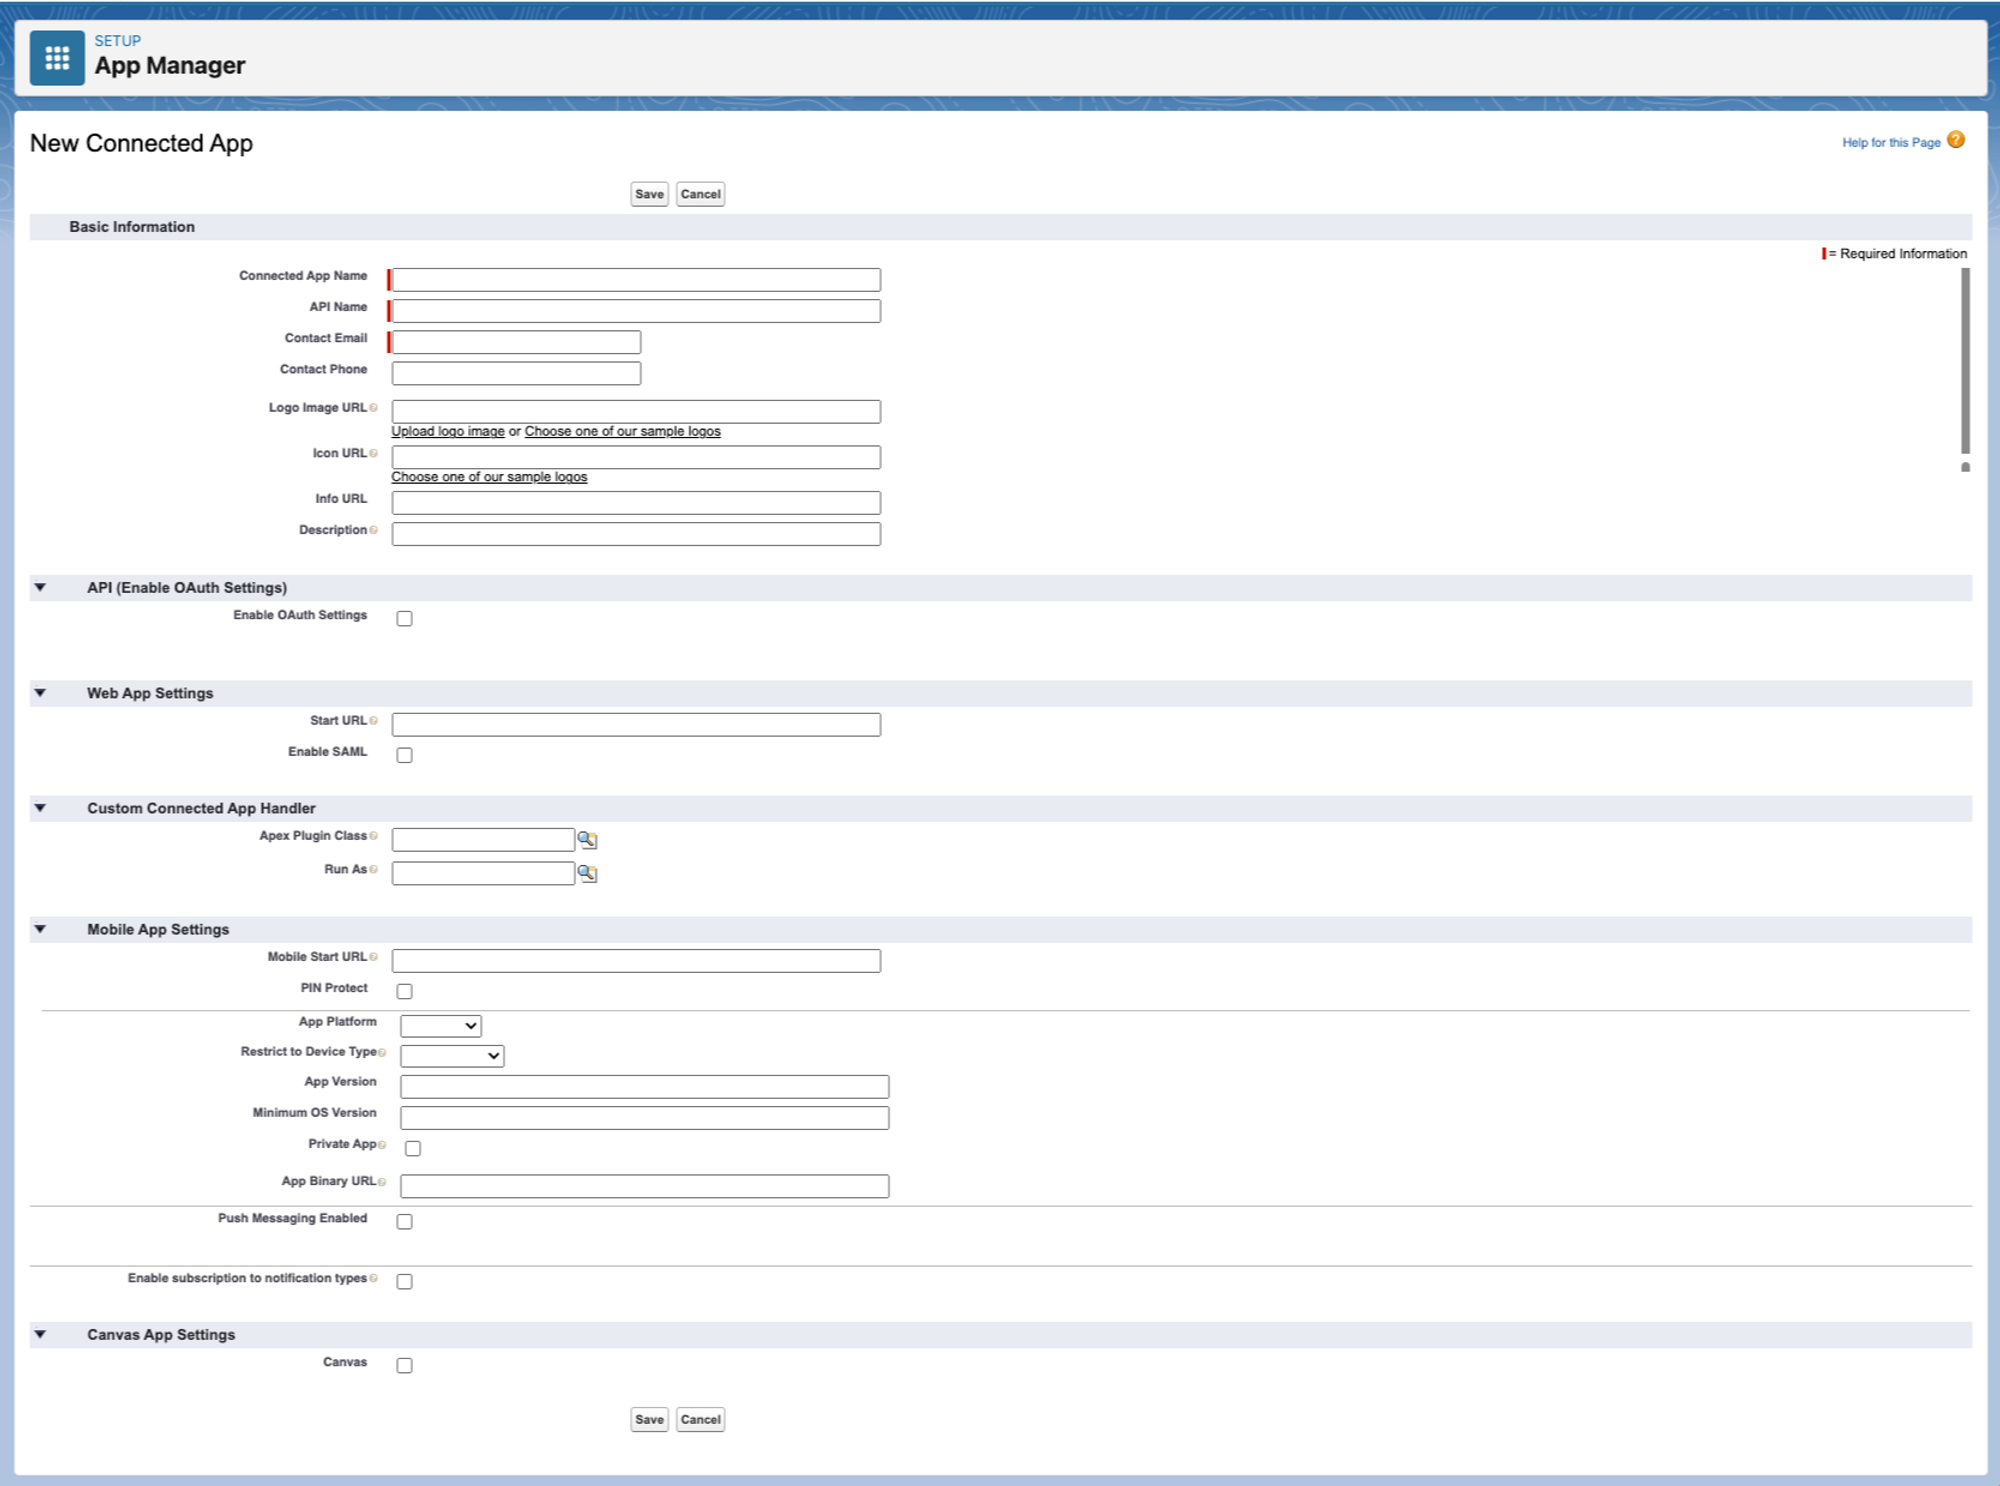 SETUP
App Manager
New Connected App
Help for this Page ?
Save Cancel
Basic Information
= Required Information
Connected App Name
API Name
Contact Email
Contact Phone
Logo Image URL
Upload logo image or Choose one of our sample logos
Icon URL
Choose one of our sample logos
Info URL
Description
API (Enable OAuth Settings)
Enable OAuth Settings
Web App Settings
Start URL
Enable SAML
Custom Connected App Handler
Apex Plugin Class
Run As
Mobile App Settings
Mobile Start URL
PIN Protect
App Platform
Restrict to Device Type
App Version
Minimum OS Version
Private App
App Binary URL
Push Messaging Enabled
Enable subscription to notification types
Canvas App Settings
Canvas
Save Cancel